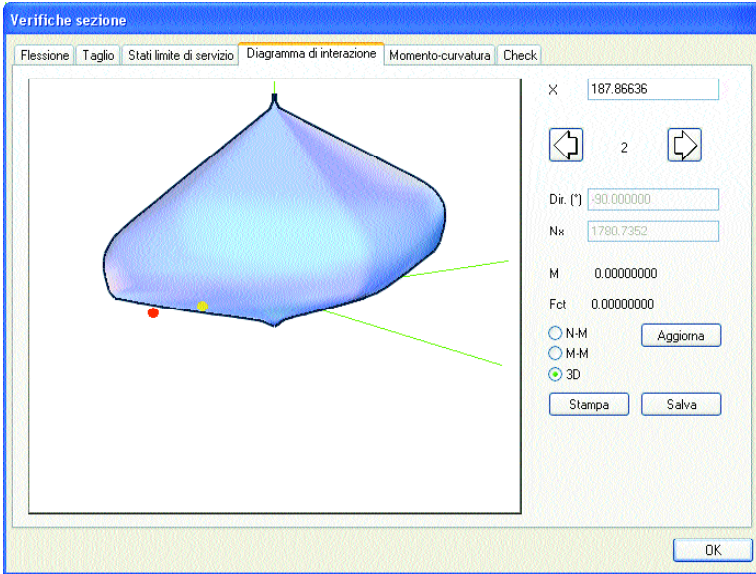 Verifiche sezione
Flessione Taglio Stati limite di servizio Diagramma di interazione Momento-curvatura Check
X 187.86636
2
Dir. (°) -90.000000
Nx 1780.7352
M 0.00000000
Fct 0.00000000
N-M
Aggiorna
M-M
3D
Stampa Salva
OK